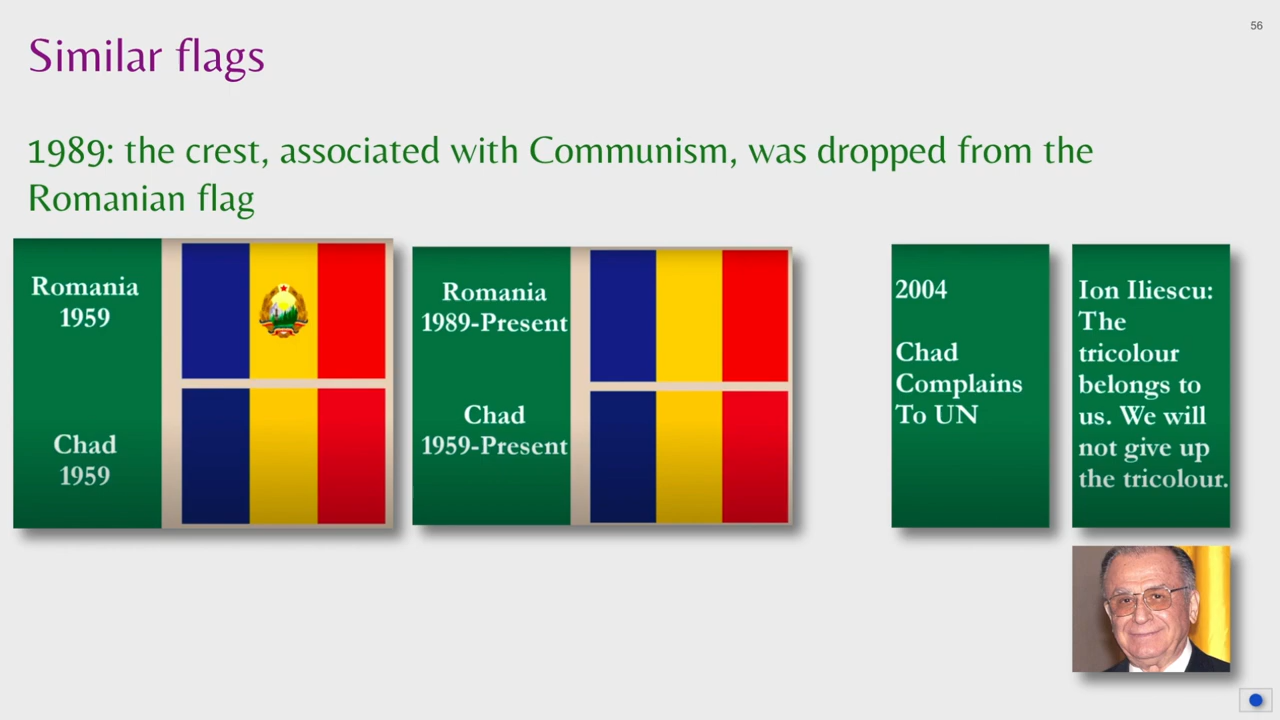 56
Similar flags
1989: the crest, associated with Communism, was dropped from the
Romanian flag
Romania
1959
Chad
1959
Romania
1989-Present
Chad
1959-Present
2004
Chad
Complains
To UN
Ion Iliescu:
The
tricolour
belongs to
us. We will
not give up
the tricolour.